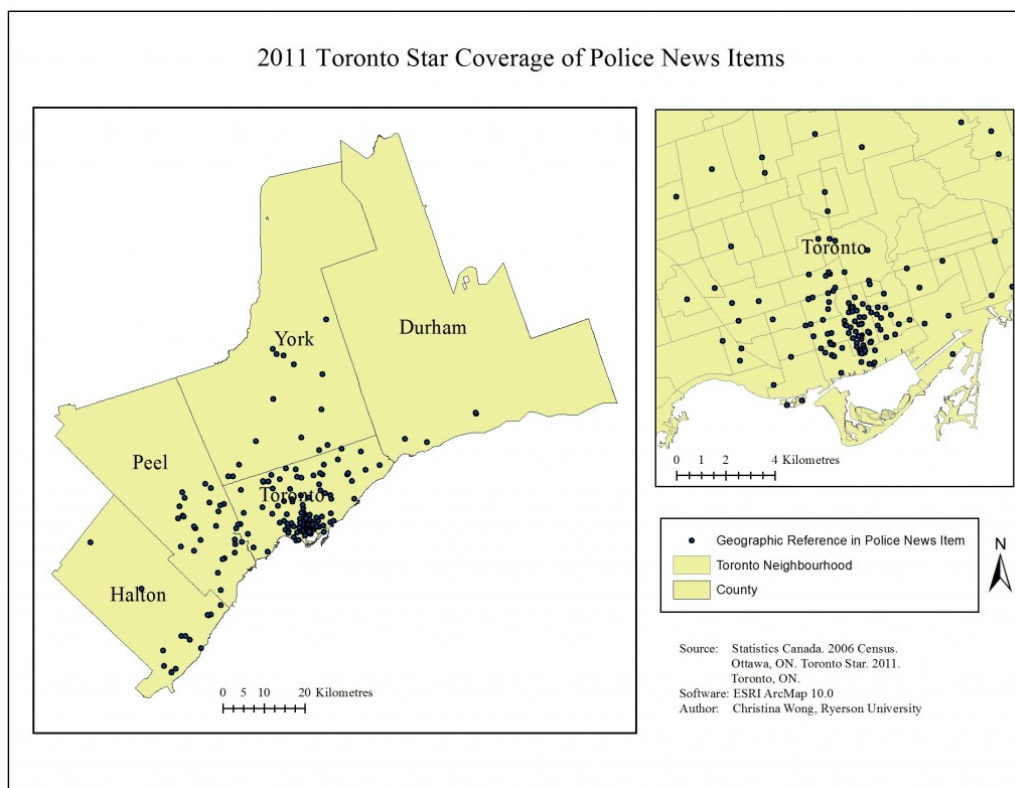 2011 Toronto Star Coverage of Police News Items
York
Durham
Peel
Toronto
Halton
0 5 10 20 Kilometres
Toronto
0 1 2 4 Kilometres
Geographic Reference in Police News Item
Toronto Neighbourhood
County
N
Source: Statistics Canada. 2006 Census.
Ottawa, ON. Toronto Star. 2011.
Toronto, ON.
Software: ESRI ArcMap 10.0
Author: Christina Wong, Ryerson University